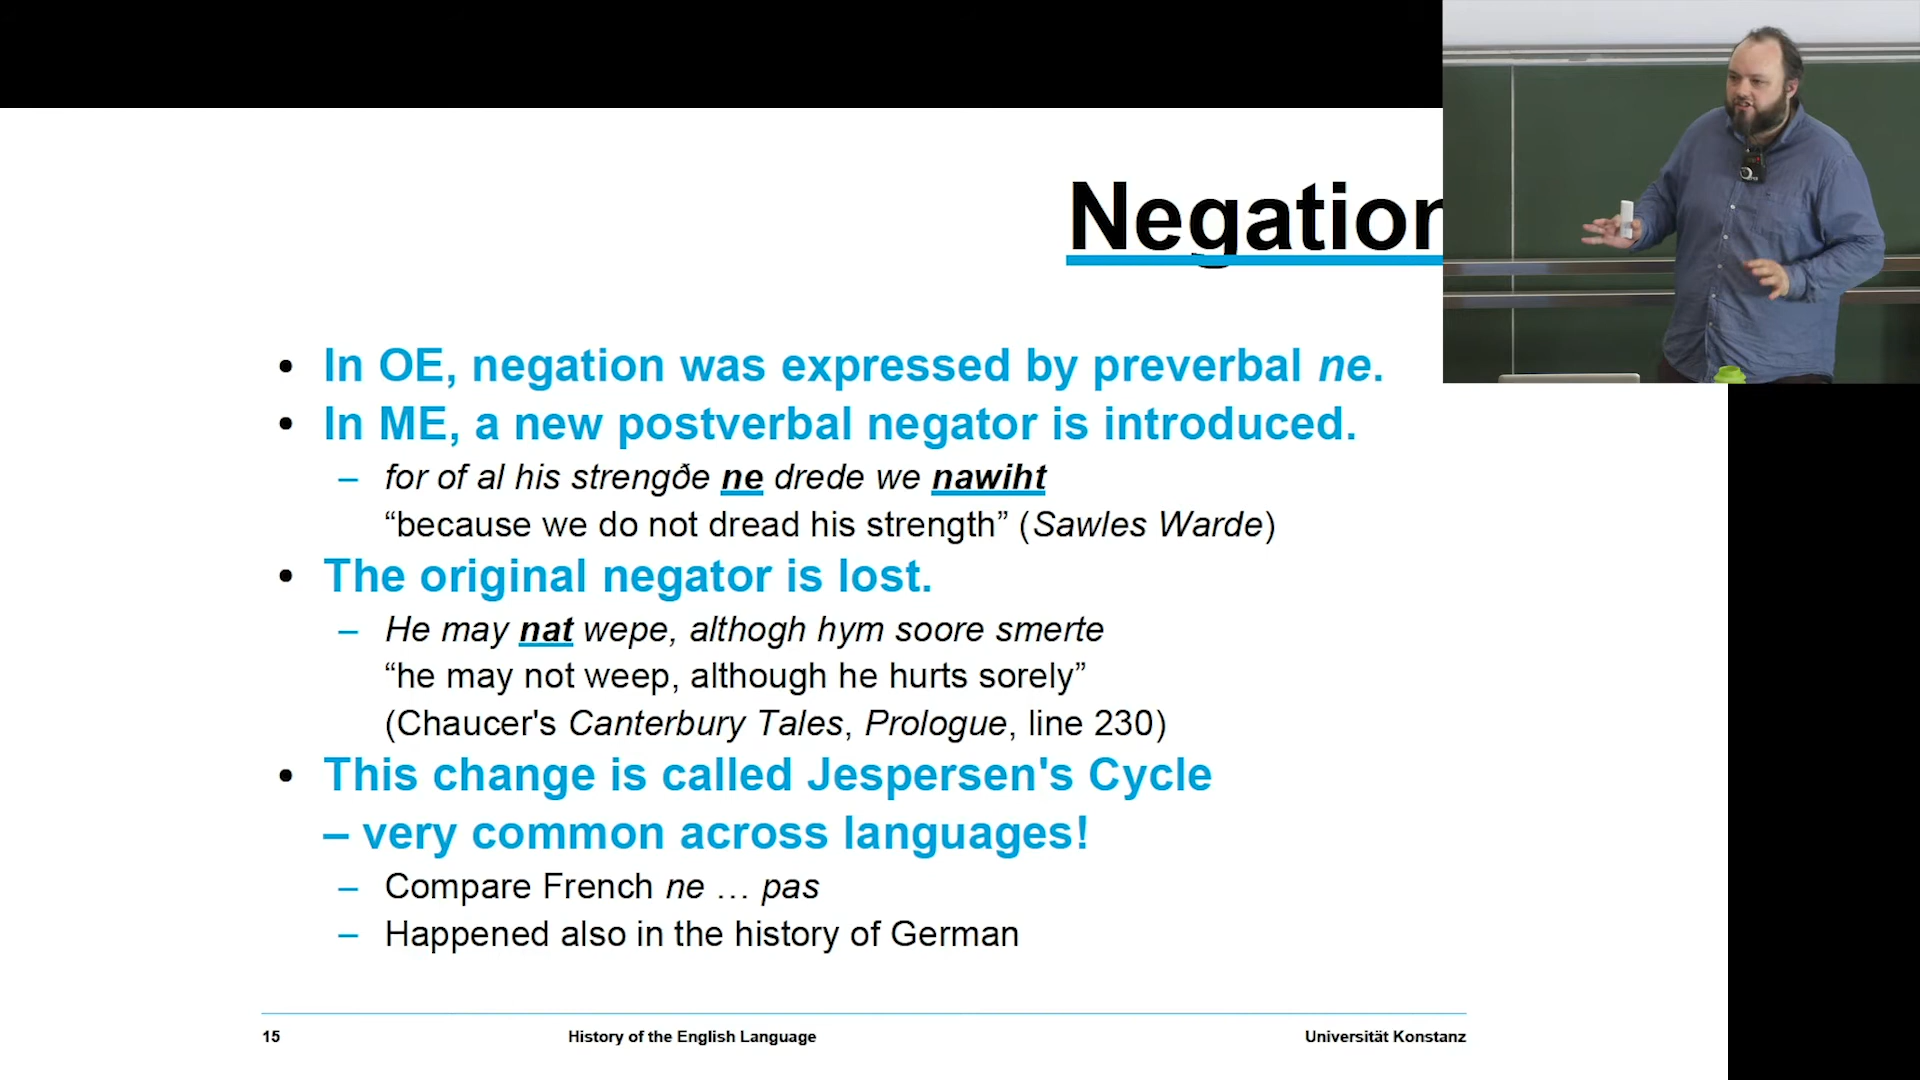 Negation
• In OE, negation was expressed by preverbal ne.
• In ME, a new postverbal negator is introduced.
– for of al his strengðe ne drede we nawiht
“because we do not dread his strength” (Sawles Warde)
• The original negator is lost.
– He may nat wepe, althogh hym soore smerte
“he may not weep, although he hurts sorely”
(Chaucer's Canterbury Tales, Prologue, line 230)
• This change is called Jespersen's Cycle
– very common across languages!
– Compare French ne … pas
– Happened also in the history of German
15 History of the English Language Universität Konstanz